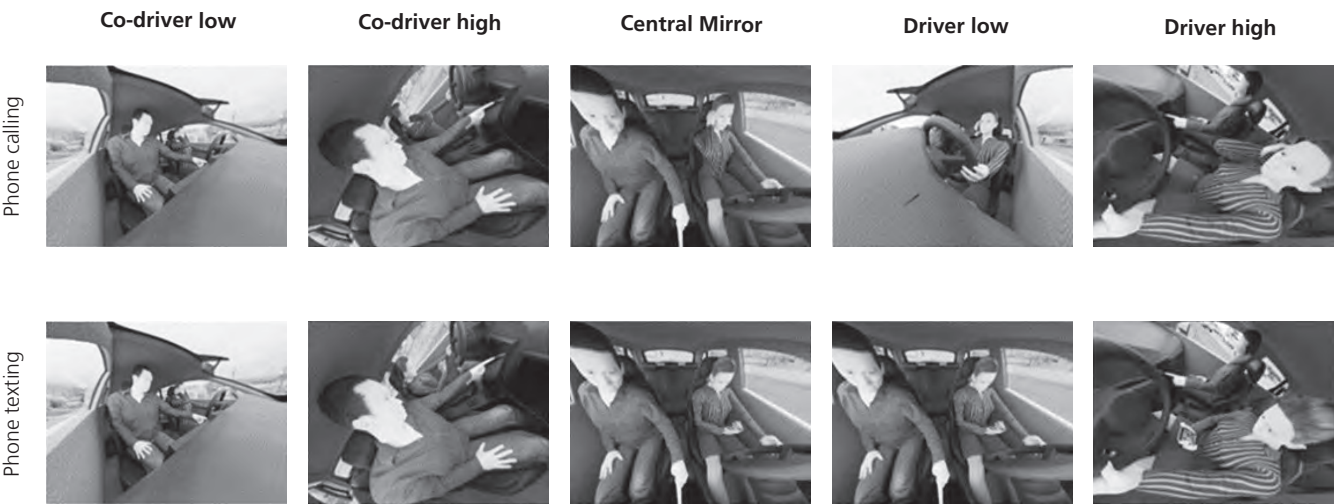 Co-driver low
Co-driver high
Central Mirror
Driver low
Driver high
Phone calling
Phone texting